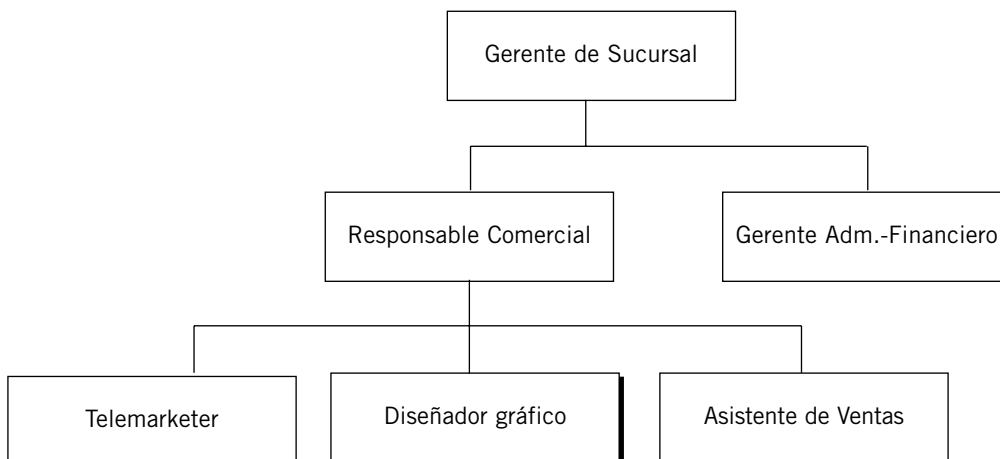 Gerente de Sucursal
Responsable Comercial
Gerente Adm.-Financiero
Telemarketer
Diseñador gráfico
Asistente de Ventas